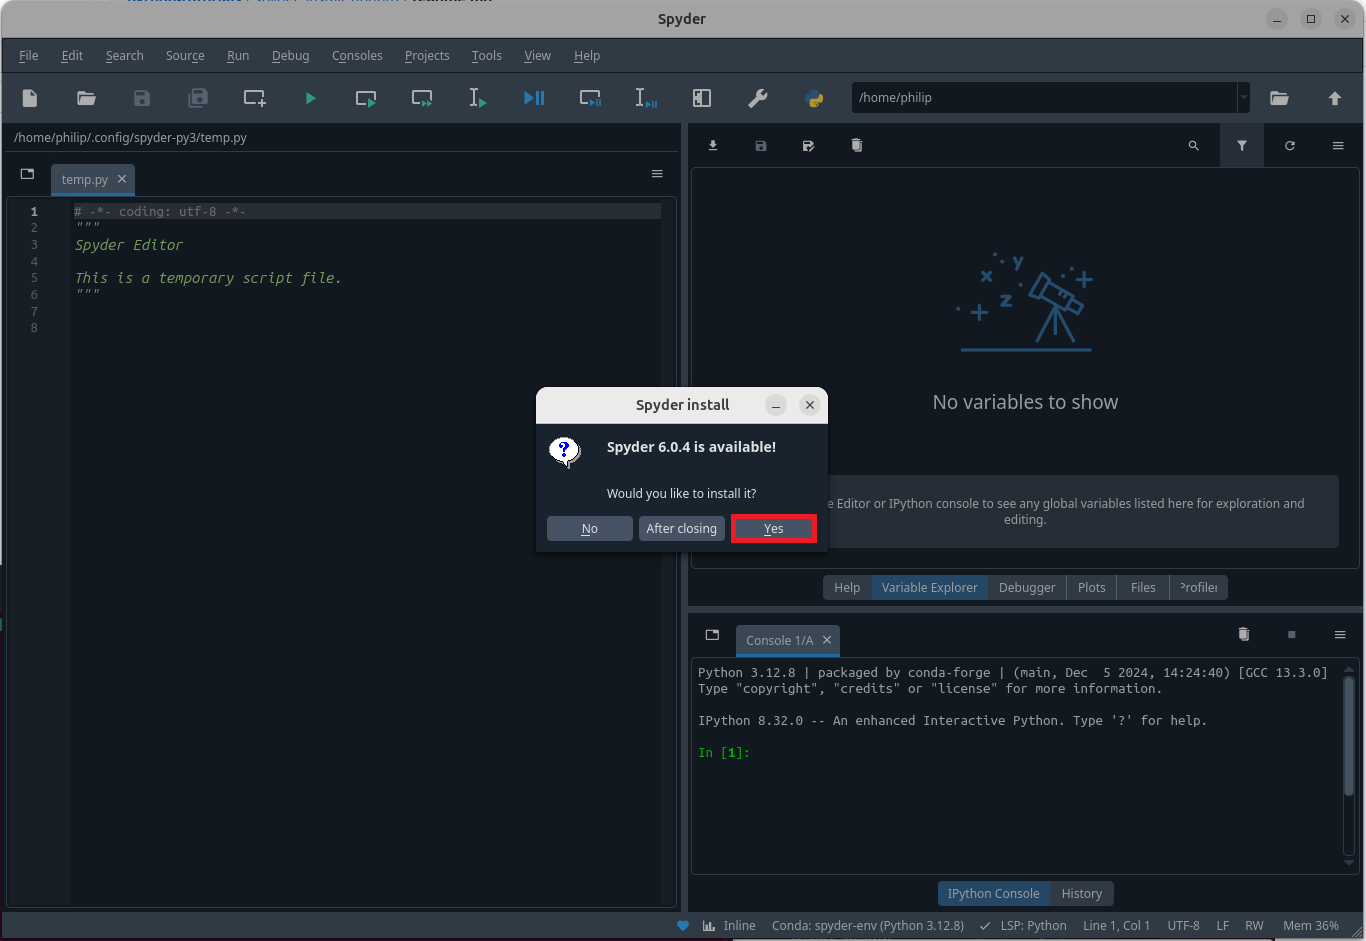 Spyder
File Edit Search Source Run Debug Consoles Projects Tools View Help
/home/philip
/home/philip/.config/spyder-py3/temp.py
temp.py
1 # -*- coding: utf-8 -*-
2 """
3 Spyder Editor
4
5 This is a temporary script file.
6 """
7
8
x y z
No variables to show
e Editor or IPython console to see any global variables listed here for exploration and
editing.
Help Variable Explorer Debugger Plots Files Profiler
Spyder install
?
Spyder 6.0.4 is available!
Would you like to install it?
No After closing Yes
Console 1/A
Python 3.12.8 | packaged by conda-forge | (main, Dec  5 2024, 14:24:40) [GCC 13.3.0]
Type "copyright", "credits" or "license" for more information.
IPython 8.32.0 -- An enhanced Interactive Python. Type '?' for help.
In [1]:
IPython Console History
Inline Conda: spyder-env (Python 3.12.8) LSP: Python Line 1, Col 1 UTF-8 LF RW Mem 36%